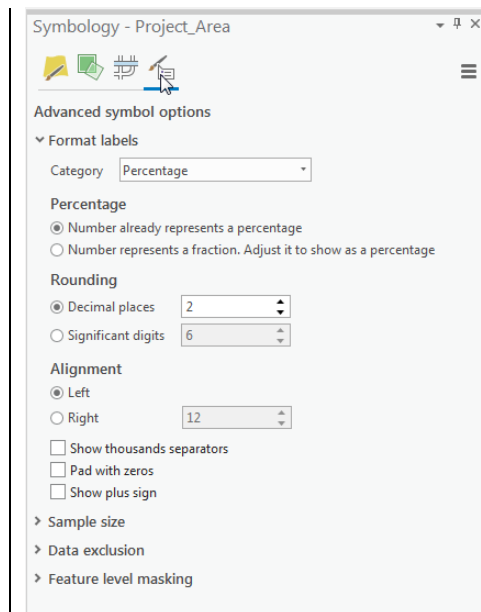 Symbology - Project_Area
Advanced symbol options
Format labels
Category Percentage
Percentage
Number already represents a percentage
Number represents a fraction. Adjust it to show as a percentage
Rounding
Decimal places 2
Significant digits 6
Alignment
Left
Right 12
Show thousands separators
Pad with zeros
Show plus sign
Sample size
Data exclusion
Feature level masking